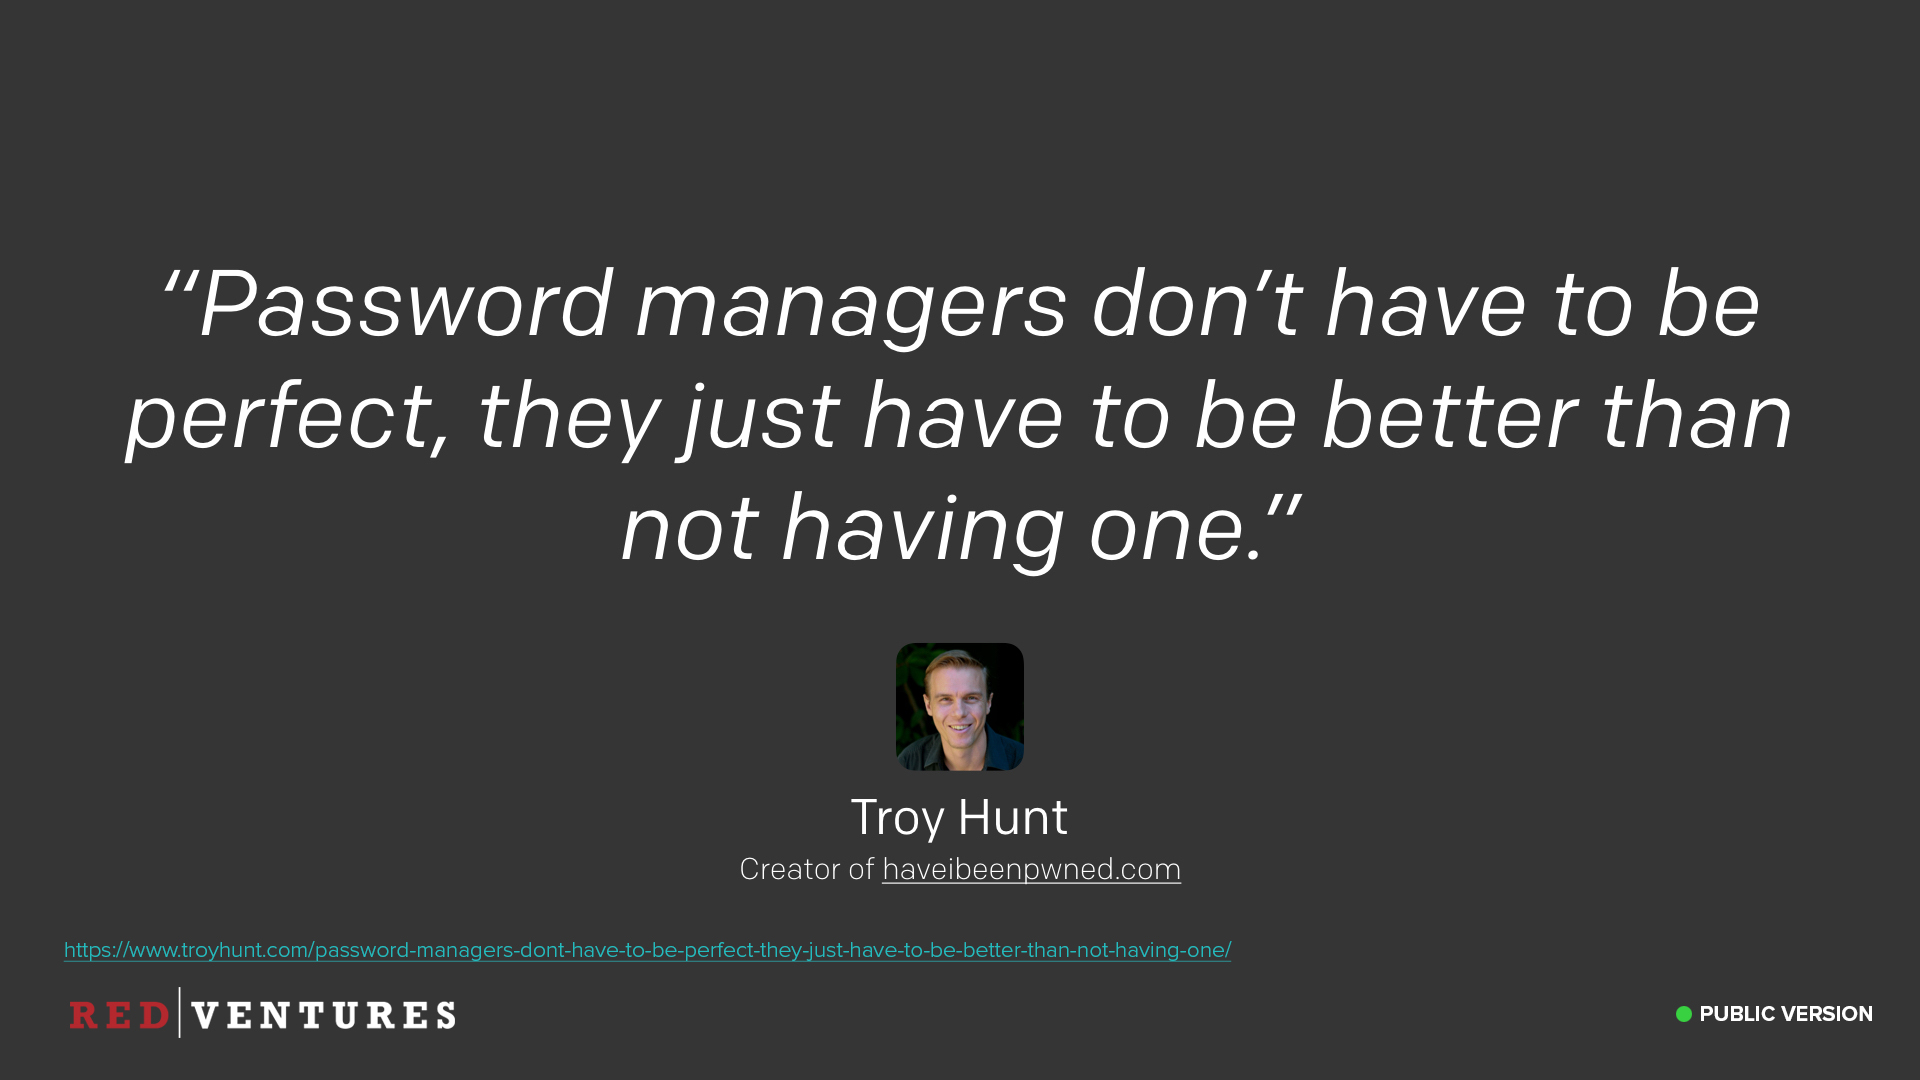 “Password managers don’t have to be
perfect, they just have to be better than
not having one.”
Troy Hunt
Creator of haveibeenpwned.com
https://www.troyhunt.com/password-managers-dont-have-to-be-perfect-they-just-have-to-be-better-than-not-having-one/
RED VENTURES
PUBLIC VERSION